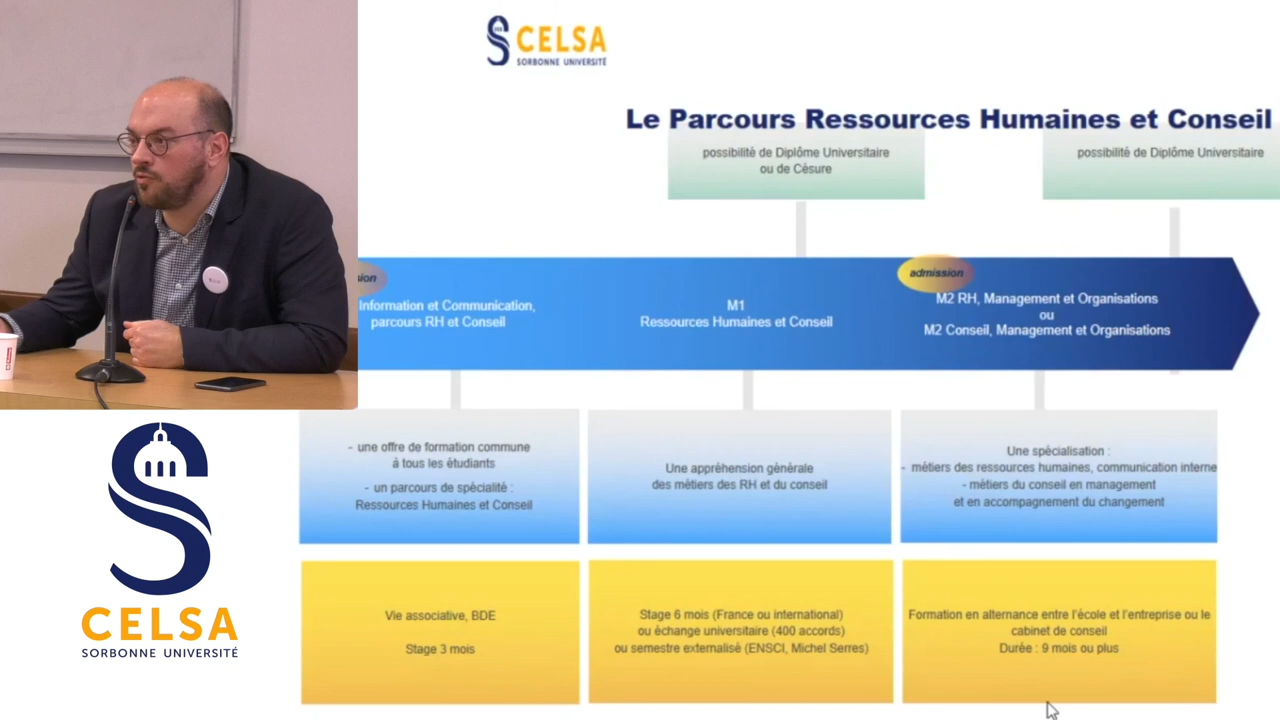 CELSA
SORBONNE UNIVERSITÉ
Le Parcours Ressources Humaines et Conseil
possibilité de Diplôme Universitaire
ou de Césure
possibilité de Diplôme Universitaire
sion
Information et Communication,
parcours RH et Conseil
M1
Ressources Humaines et Conseil
admission
M2 RH, Management et Organisations
ou
M2 Conseil, Management et Organisations
- une offre de formation commune
à tous les étudiants
- un parcours de spécialité :
Ressources Humaines et Conseil
Une appréhension générale
des métiers des RH et du conseil
Une spécialisation :
- métiers des ressources humaines, communication interne
- métiers du conseil en management
et en accompagnement du changement
Vie associative, BDE
Stage 3 mois
Stage 6 mois (France ou international)
ou échange universitaire (400 accords)
ou semestre externalisé (ENSCI, Michel Serres)
Formation en alternance entre l'école et l'entreprise ou le
cabinet de conseil
Durée : 9 mois ou plus
CELSA
SORBONNE UNIVERSITÉ